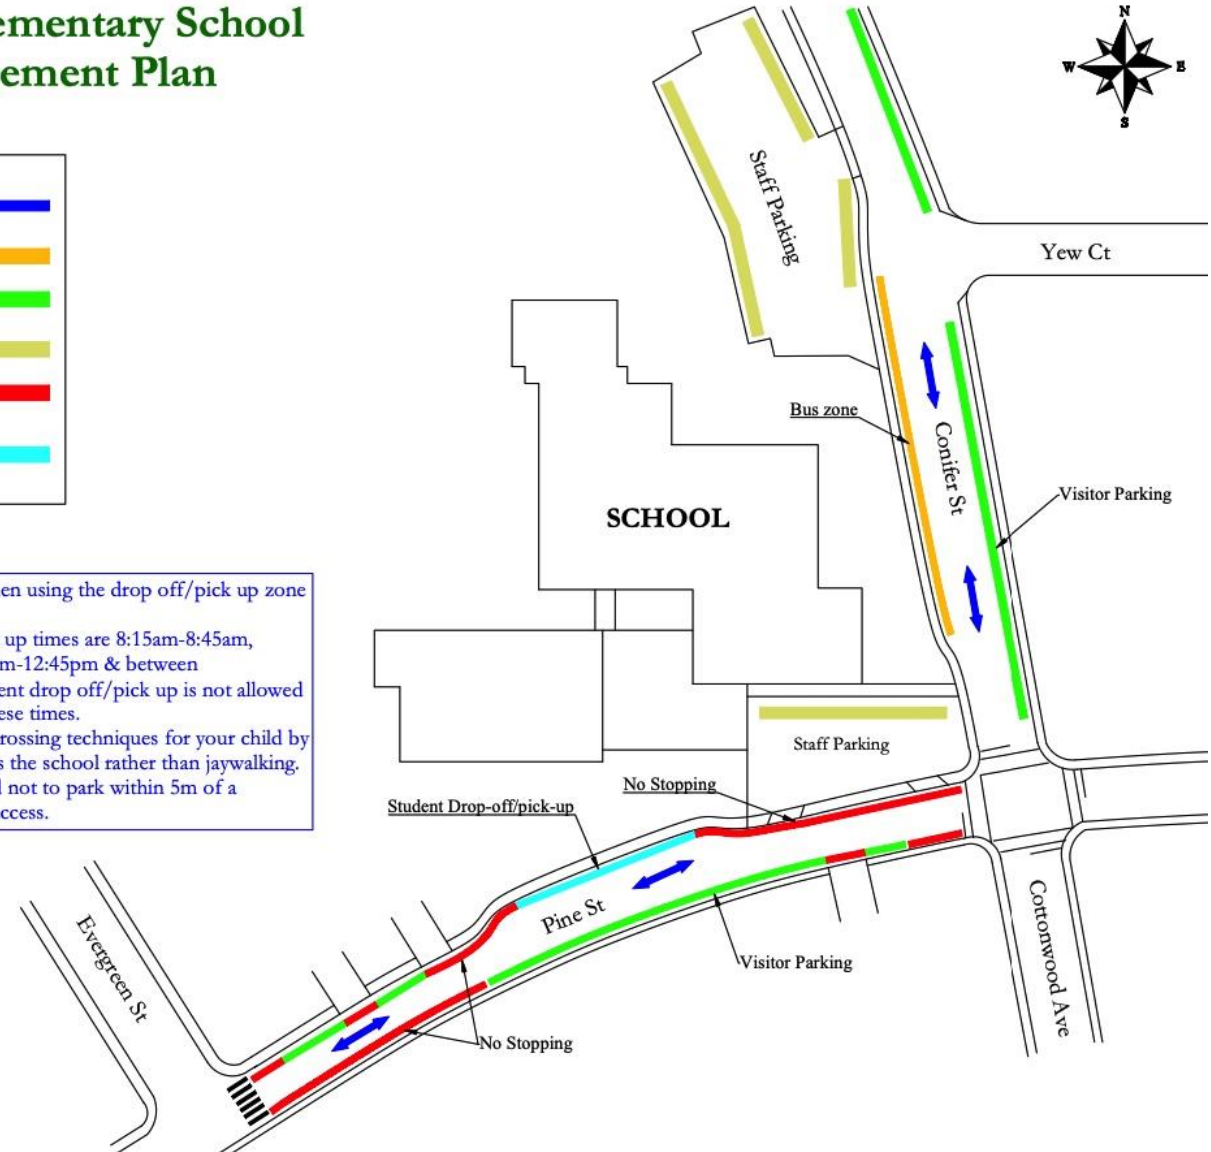 ementary School
ement Plan
N
W
E
S
Staff Parking
Yew Ct
Bus zone
Conifer St
Visitor Parking
SCHOOL
en using the drop off/pick up zone
up times are 8:15am-8:45am,
m-12:45pm & between
ent drop off/pick up is not allowed
ese times.
rossing techniques for your child by
s the school rather than jaywalking.
l not to park within 5m of a
ccess.
Staff Parking
No Stopping
Student Drop-off/pick-up
Pine St
Visitor Parking
Evergreen St
No Stopping
Cottonwood Ave